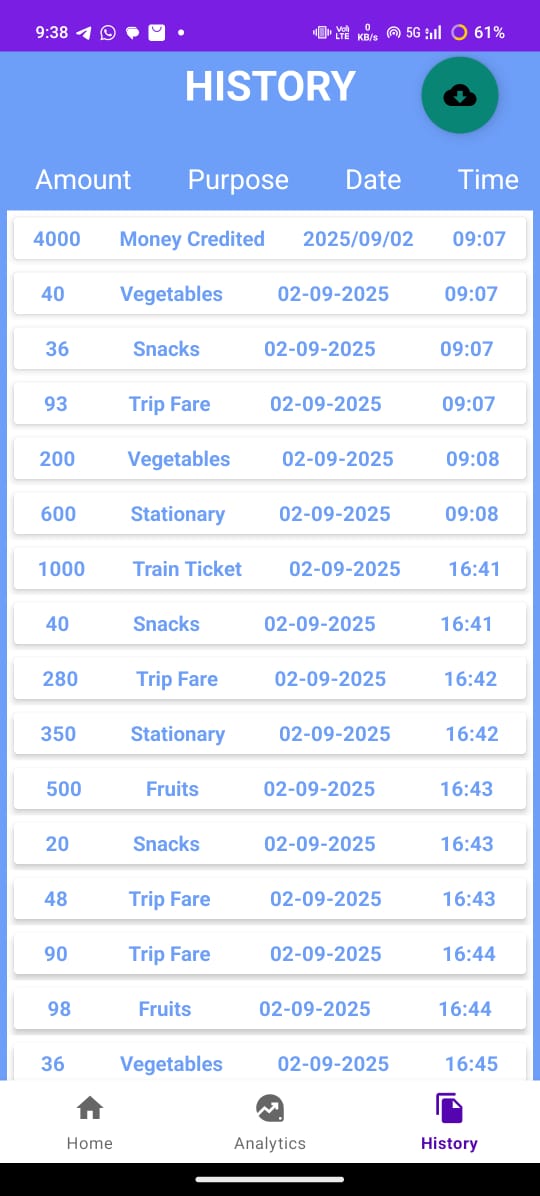 9:38 Vo) LTE 0 KB/s 5G 61%
HISTORY
Amount Purpose Date Time
4000 Money Credited 2025/09/02 09:07
40 Vegetables 02-09-2025 09:07
36 Snacks 02-09-2025 09:07
93 Trip Fare 02-09-2025 09:07
200 Vegetables 02-09-2025 09:08
600 Stationary 02-09-2025 09:08
1000 Train Ticket 02-09-2025 16:41
40 Snacks 02-09-2025 16:41
280 Trip Fare 02-09-2025 16:42
350 Stationary 02-09-2025 16:42
500 Fruits 02-09-2025 16:43
20 Snacks 02-09-2025 16:43
48 Trip Fare 02-09-2025 16:43
90 Trip Fare 02-09-2025 16:44
98 Fruits 02-09-2025 16:44
36 Vegetables 02-09-2025 16:45
Home Analytics History